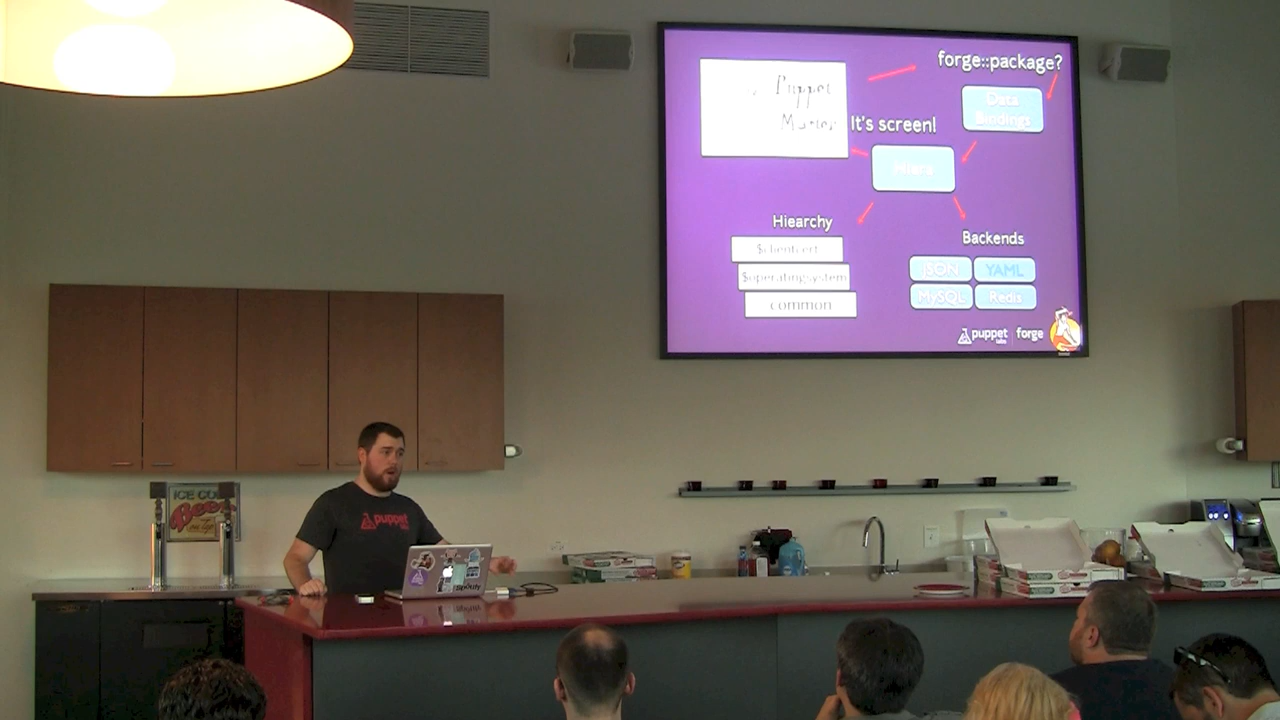 forge::package?
Puppet
Master
It's screen!
Data
Bindings
Hiera
Hiearchy
$clientcert
$operatingsystem
common
Backends
JSON
YAML
MySQL
Redis
puppet
labs
forge
ICE COLD
Beer
puppet